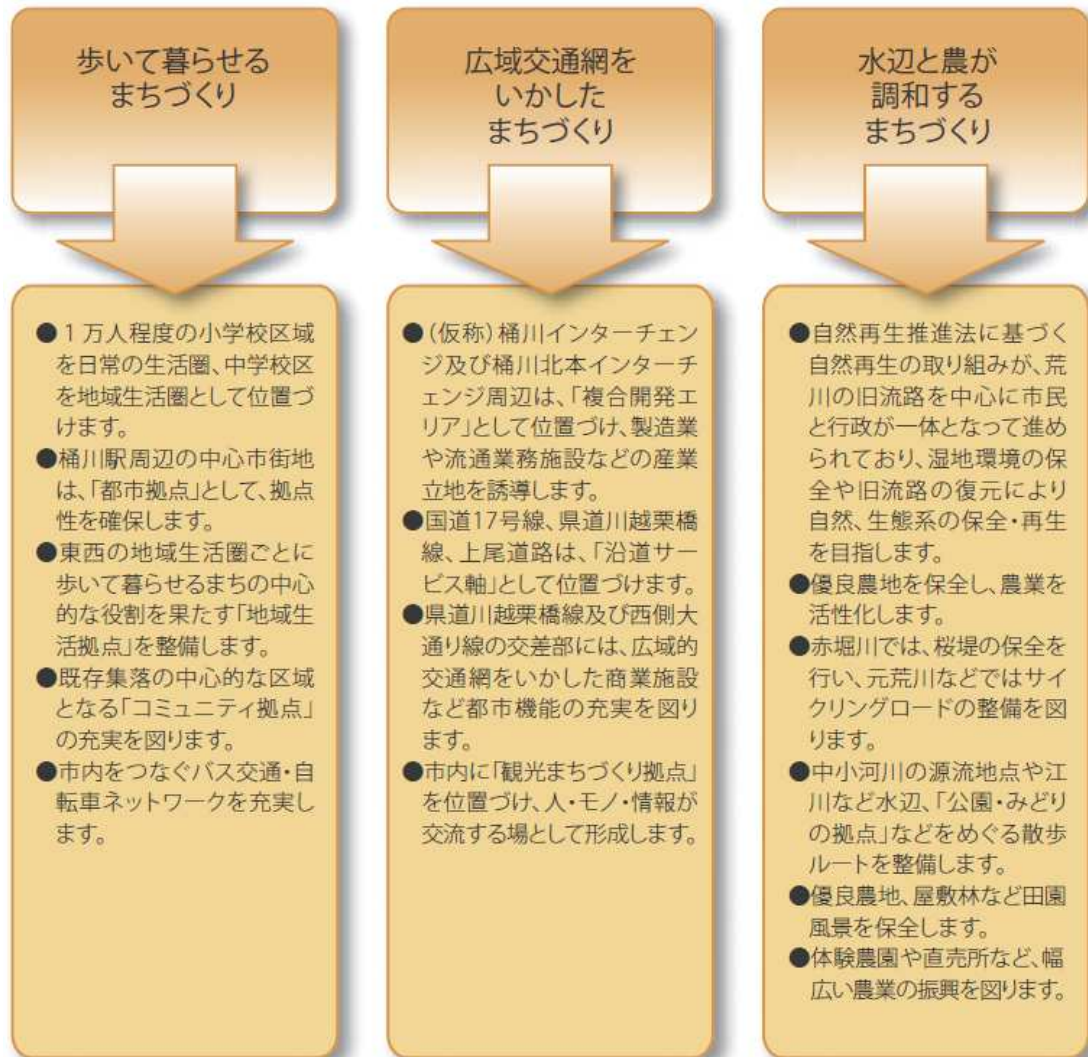 歩いて暮らせる
まちづくり
●１万人程度の小学校区域
を日常の生活圏、中学校区
を地域生活圏として位置づ
けます。
●桶川駅周辺の中心市街地
は、「都市拠点」として、拠点
性を確保します。
●東西の地域生活圏ごとに
歩いて暮らせるまちの中心
的な役割を果たす「地域生
活拠点」を整備します。
●既存集落の中心的な区域
となる「コミュニティ拠点」
の充実を図ります。
●市内をつなぐバス交通・自
転車ネットワークを充実し
ます。
広域交通網を
いかした
まちづくり
●（仮称）桶川インターチェン
ジ及び桶川北本インターチ
ェンジ周辺は、「複合開発エ
リア」として位置づけ、製造業
や流通業務施設などの産業
立地を誘導します。
●国道17号線、県道川越栗橋
線、上尾道路は、「沿道サー
ビス軸」として位置づけます。
●県道川越栗橋線及び西側大
通り線の交差部には、広域的
交通網をいかした商業施設
など都市機能の充実を図り
ます。
●市内に「観光まちづくり拠点」
を位置づけ、人・モノ・情報が
交流する場として形成します。
水辺と農が
調和する
まちづくり
●自然再生推進法に基づく
自然再生の取り組みが、荒
川の旧流路を中心に市民
と行政が一体となって進め
られており、湿地環境の保
全や旧流路の復元により
自然、生態系の保全・再生
を目指します。
●優良農地を保全し、農業を
活性化します。
●赤堀川では、桜堤の保全を
行い、元荒川などではサイ
クリングロードの整備を図
ります。
●中小河川の源流地点や江
川など水辺、「公園・みどり
の拠点」などをめぐる散歩
ルートを整備します。
●優良農地、屋敷林など田園
風景を保全します。
●体験農園や直売所など、幅
広い農業の振興を図ります。